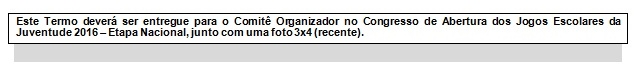 Este Termo deverá ser entregue para o Comitê Organizador no Congresso de Abertura dos Jogos Escolares da
Juventude 2016 – Etapa Nacional, junto com uma foto 3x4 (recente).